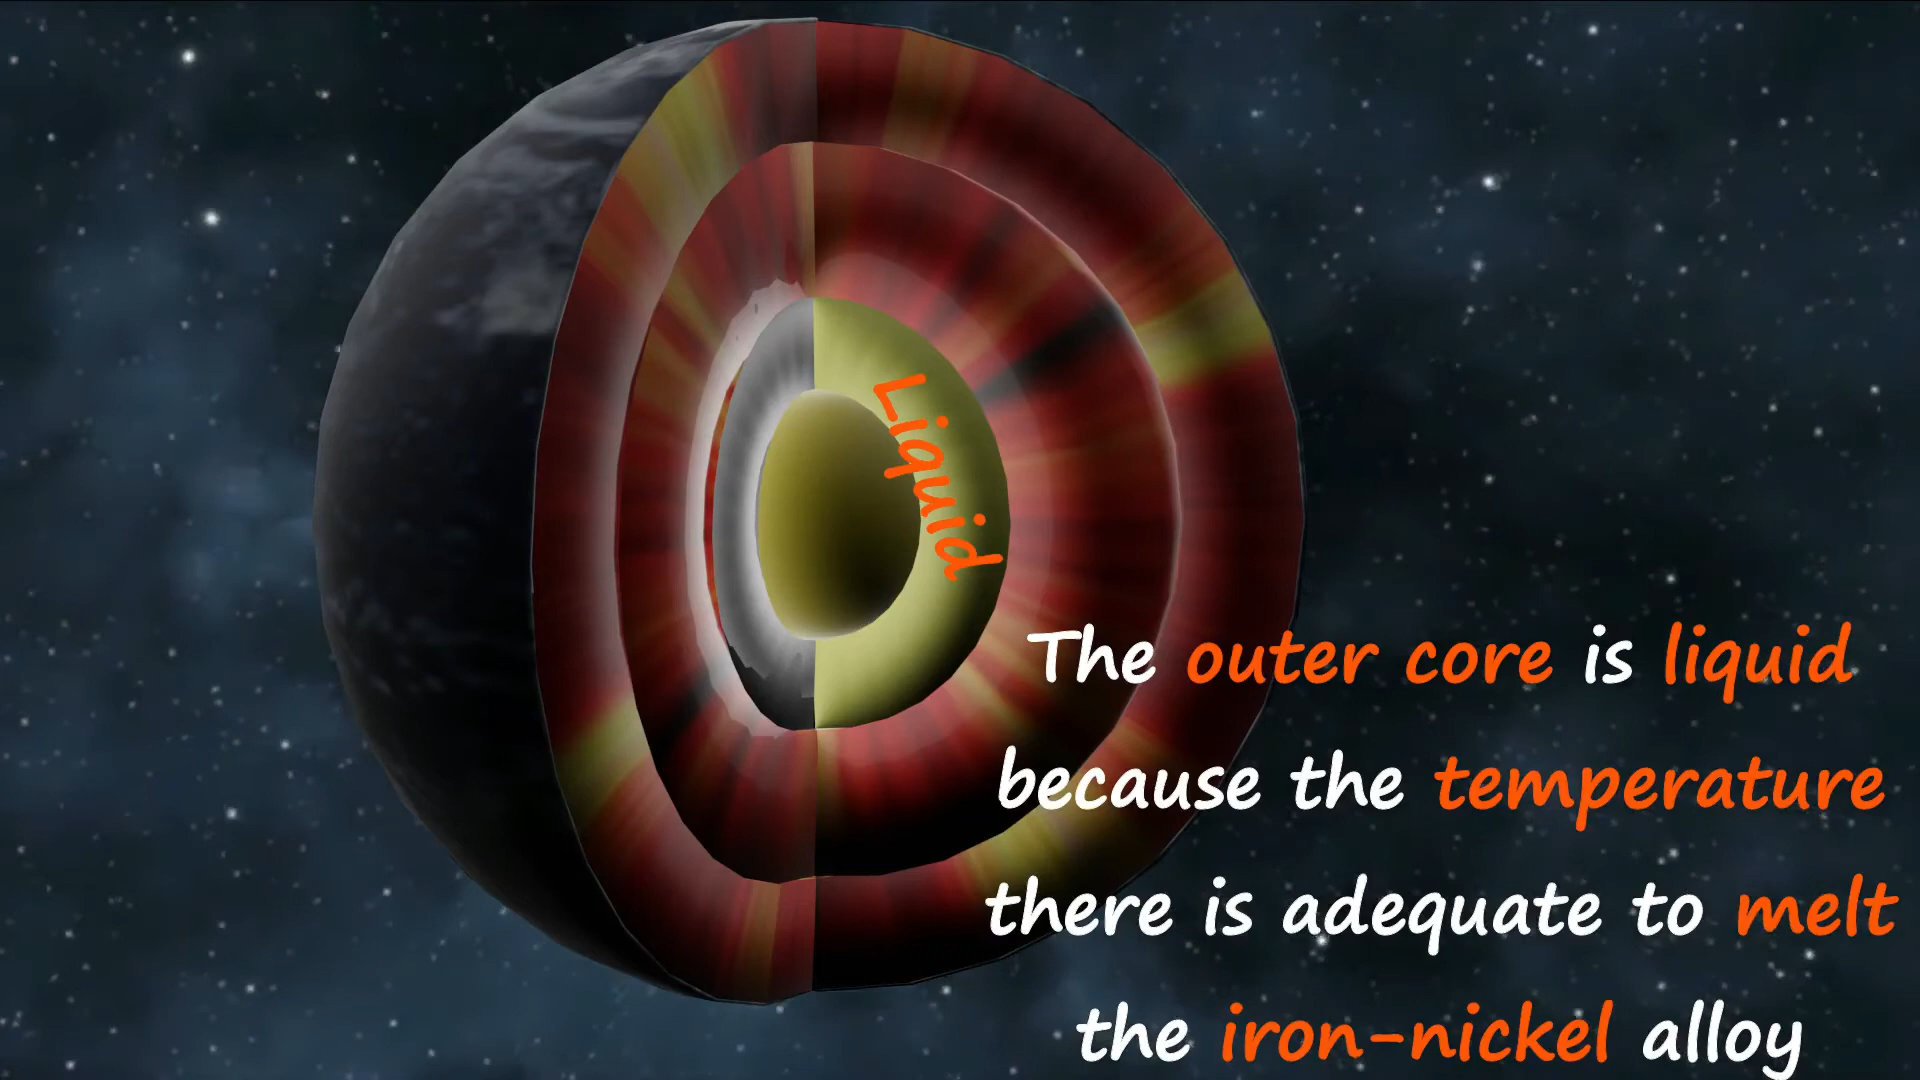 Liquid
The outer core is liquid
because the temperature
there is adequate to melt
the iron-nickel alloy